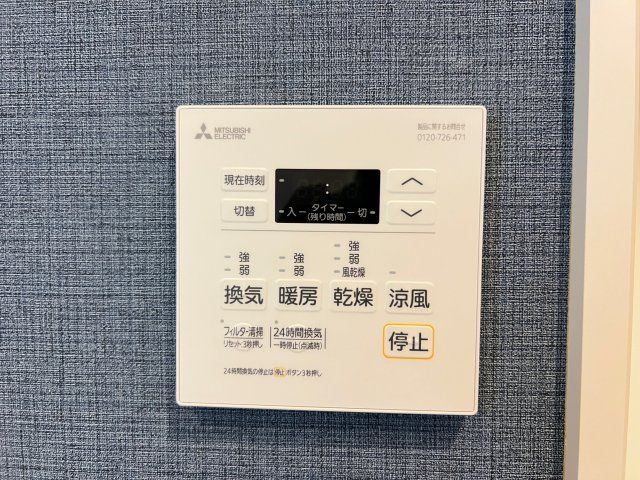 MITSUBISHI
ELECTRIC
製品に関するお問合せ
0120-726-471
現在時刻
:
切替
入 タイマー 切
(残り時間)
強 強 強
弱 弱 弱
風乾燥
換気 暖房 乾燥 涼風
フィルター清掃 24時間換気
リセット3秒押し 一時停止(点滅時)
停止
24時間換気の停止は停止ボタン3秒押し